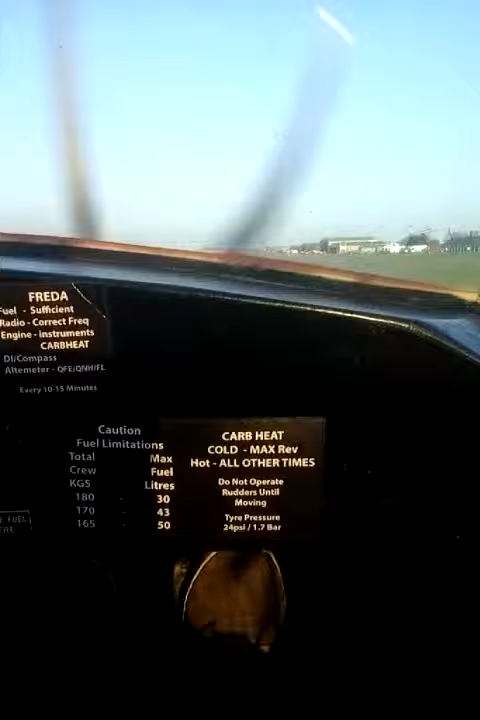 FREDA
Fuel - Sufficient
Radio - Correct Freq
Engine - instruments
CARBHEAT
DI/Compass
Altemeter - QFE/QNH/FL
Every 10-15 Minutes
Caution
Fuel Limitations
Total Max
Crew Fuel
KGS Litres
180 - 30
170 - 43
165 - 50
CARB HEAT
COLD - MAX Rev
Hot - ALL OTHER TIMES
Do Not Operate
Rudders Until
Moving
Tyre Pressure
24psi / 1.7 Bar
FUEL